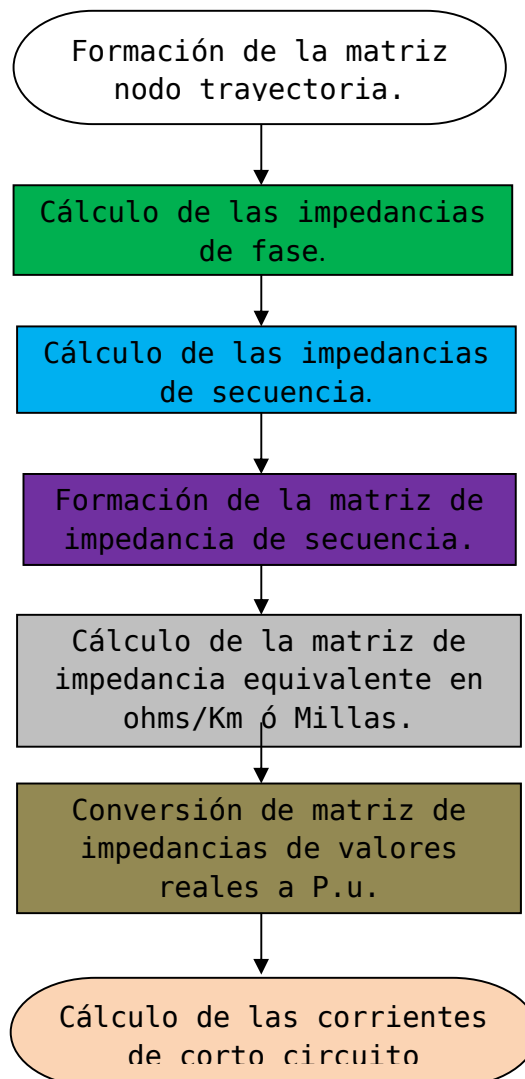 Formación de la matriz
nodo trayectoria.
Cálculo de las impedancias
de fase.
Cálculo de las impedancias
de secuencia.
Formación de la matriz de
impedancia de secuencia.
Cálculo de la matriz de
impedancia equivalente en
ohms/Km ó Millas.
Conversión de matriz de
impedancias de valores
reales a P.u.
Cálculo de las corrientes
de corto circuito